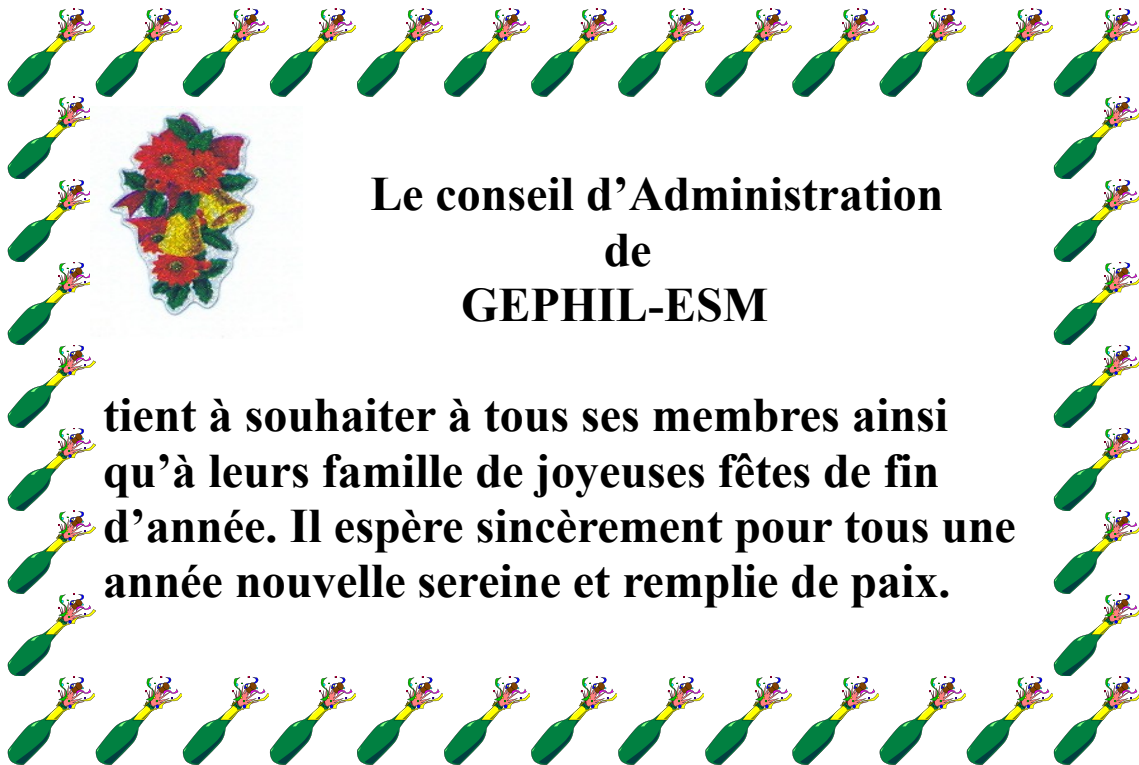 Le conseil d’Administration
de
GEPHIL-ESM
tient à souhaiter à tous ses membres ainsi
qu’à leurs famille de joyeuses fêtes de fin
d’année. Il espère sincèrement pour tous une
année nouvelle sereine et remplie de paix.